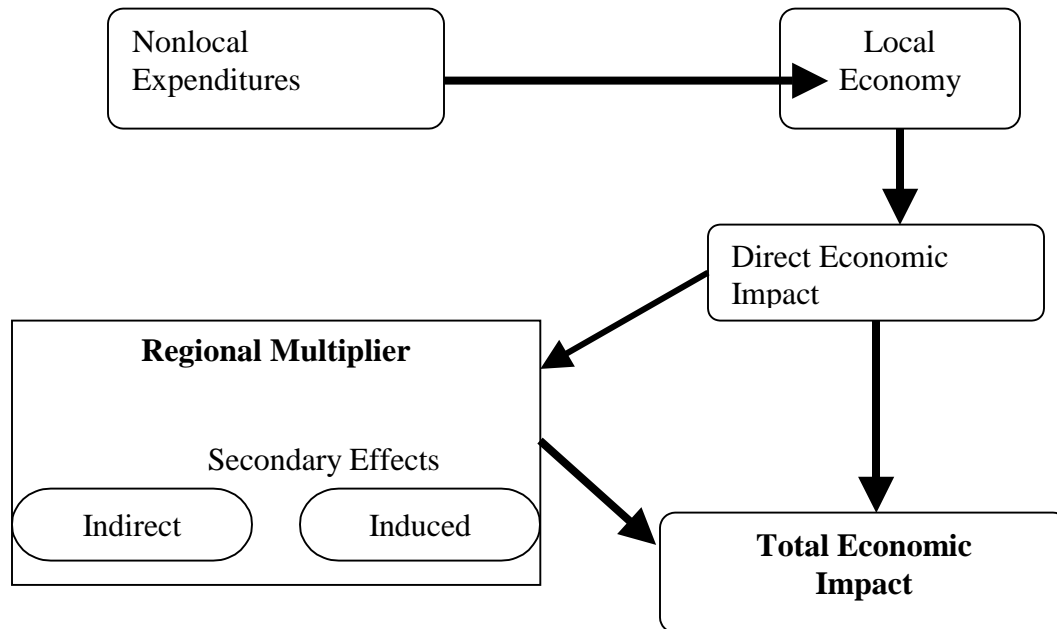 Nonlocal
Expenditures
Local
Economy
Direct Economic
Impact
Regional Multiplier
Secondary Effects
Indirect
Induced
Total Economic
Impact